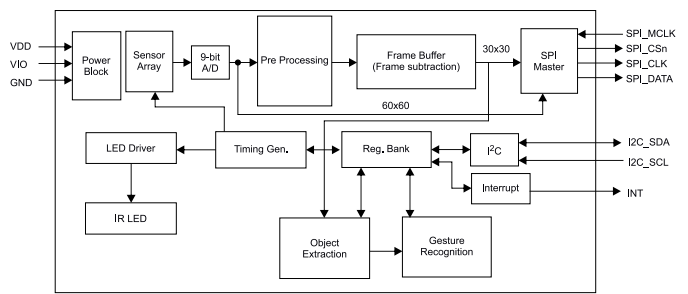 VDD
VIO
GND
Power
Block
Sensor
Array
9-bit
A/D
Pre Processing
Frame Buffer
(Frame subtraction)
30x30
60x60
SPI
Master
SPI_MCLK
SPI_CSn
SPI_CLK
SPI_DATA
LED Driver
Timing Gen.
Reg. Bank
I²C
I2C_SDA
I2C_SCL
Interrupt
INT
IR LED
Object
Extraction
Gesture
Recognition